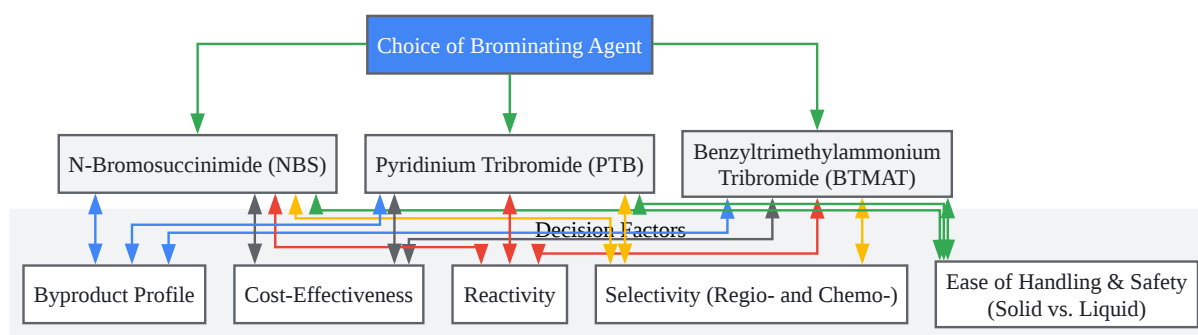 Choice of Brominating Agent
N-Bromosuccinimide (NBS)
Pyridinium Tribromide (PTB)
Benzyltrimethylammonium
Tribromide (BTMAT)
Decision Factors
Byproduct Profile
Cost-Effectiveness
Reactivity
Selectivity (Regio- and Chemo-)
Ease of Handling & Safety
(Solid vs. Liquid)